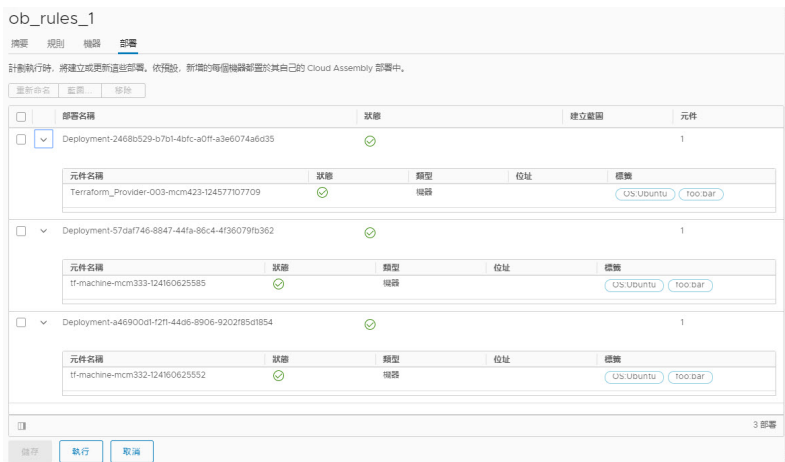 ob_rules_1
摘要 規則 機器 部署
計劃執行時，將建立或更新這些部署。依預設，新增的每個機器都置於其自己的 Cloud Assembly 部署中。
重新命名 藍圖... 移除
部署名稱 狀態 建立藍圖 元件
Deployment-2468b529-b7b1-4bfc-a0ff-a3e6074a6d35 1
元件名稱 狀態 類型 位址 標籤
Terraform_Provider-003-mcm423-124577107709 機器 OS:Ubuntu foo:bar
Deployment-57daf746-8847-44fa-86c4-4f36079fb362 1
元件名稱 狀態 類型 位址 標籤
tf-machine-mcm333-124160625585 機器 OS:Ubuntu foo:bar
Deployment-a46900d1-f2f1-44d6-8906-9202f85d1854 1
元件名稱 狀態 類型 位址 標籤
tf-machine-mcm332-124160625552 機器 OS:Ubuntu foo:bar
3 部署
儲存 執行 取消